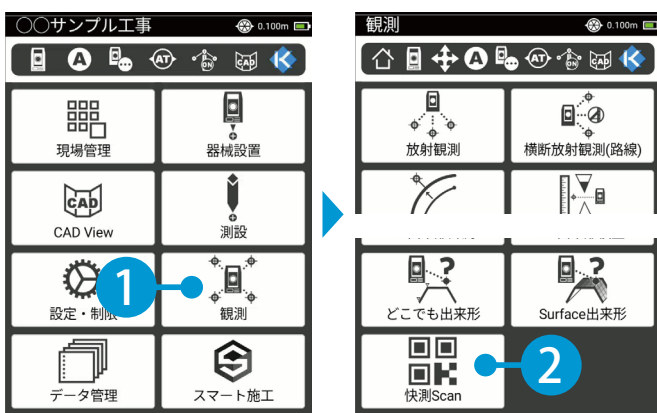 ○○サンプル工事
0.100m
A
AT
ON
CAD
現場管理
器械設置
CAD
CAD View
測設
設定・制限
1
観測
データ管理
スマート施工
観測
0.100m
A
AT
ON
CAD
放射観測
横断放射観測(路線)
どこでも出来形
Surface出来形
快測Scan
2